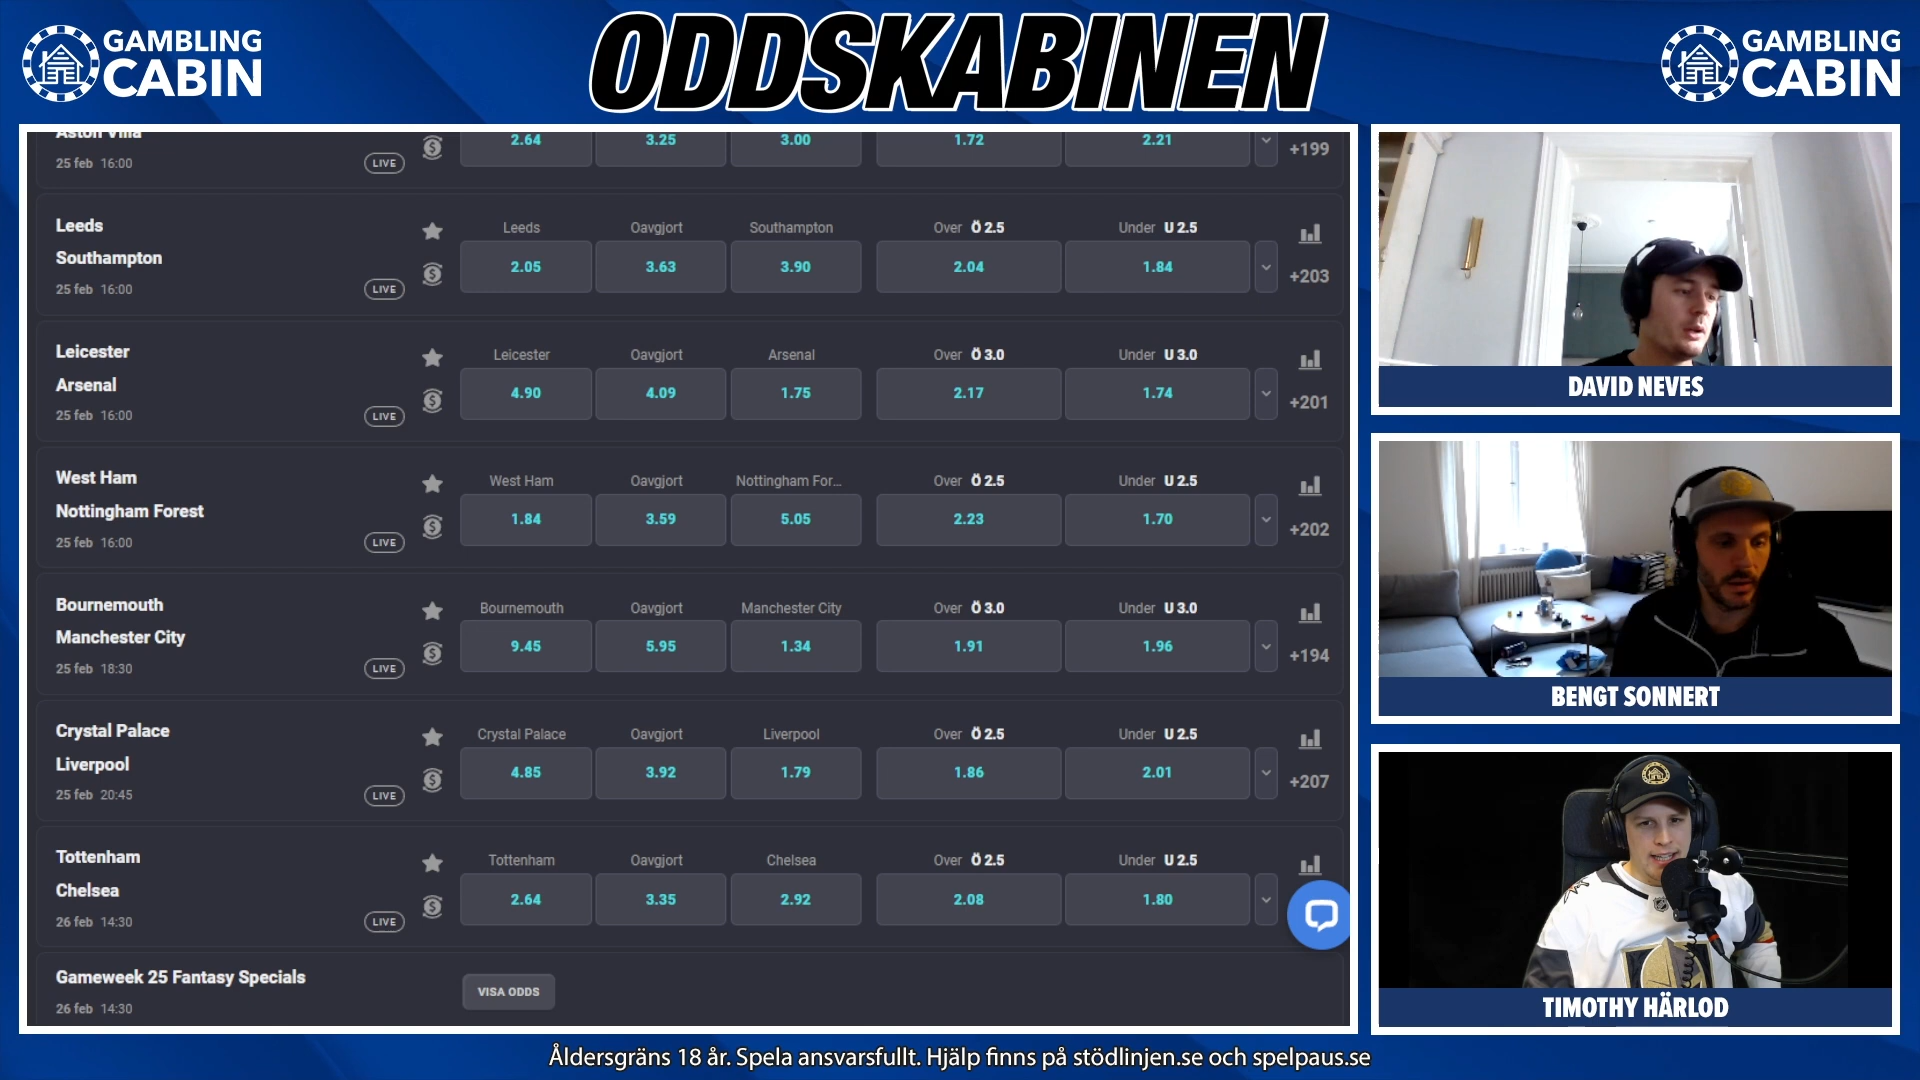 GAMBLING
CABIN
ODDSKABINEN
GAMBLING
CABIN
Aston Villa
25 feb 16:00
LIVE
2.64 3.25 3.00 1.72 2.21
+199
Leeds
Southampton
25 feb 16:00
LIVE
Leeds Oavgjort Southampton Over Ö 2.5 Under U 2.5
2.05 3.63 3.90 2.04 1.84
+203
Leicester
Arsenal
25 feb 16:00
LIVE
Leicester Oavgjort Arsenal Over Ö 3.0 Under U 3.0
4.90 4.09 1.75 2.17 1.74
+201
West Ham
Nottingham Forest
25 feb 16:00
LIVE
West Ham Oavgjort Nottingham For... Over Ö 2.5 Under U 2.5
1.84 3.59 5.05 2.23 1.70
+202
Bournemouth
Manchester City
25 feb 18:30
LIVE
Bournemouth Oavgjort Manchester City Over Ö 3.0 Under U 3.0
9.45 5.95 1.34 1.91 1.96
+194
Crystal Palace
Liverpool
25 feb 20:45
LIVE
Crystal Palace Oavgjort Liverpool Over Ö 2.5 Under U 2.5
4.85 3.92 1.79 1.86 2.01
+207
Tottenham
Chelsea
26 feb 14:30
LIVE
Tottenham Oavgjort Chelsea Over Ö 2.5 Under U 2.5
2.64 3.35 2.92 2.08 1.80
Gameweek 25 Fantasy Specials
26 feb 14:30
VISA ODDS
DAVID NEVES
BENGT SONNERT
TIMOTHY HÄRLOD
Åldersgräns 18 år. Spela ansvarsfullt. Hjälp finns på stödlinjen.se och spelpaus.se